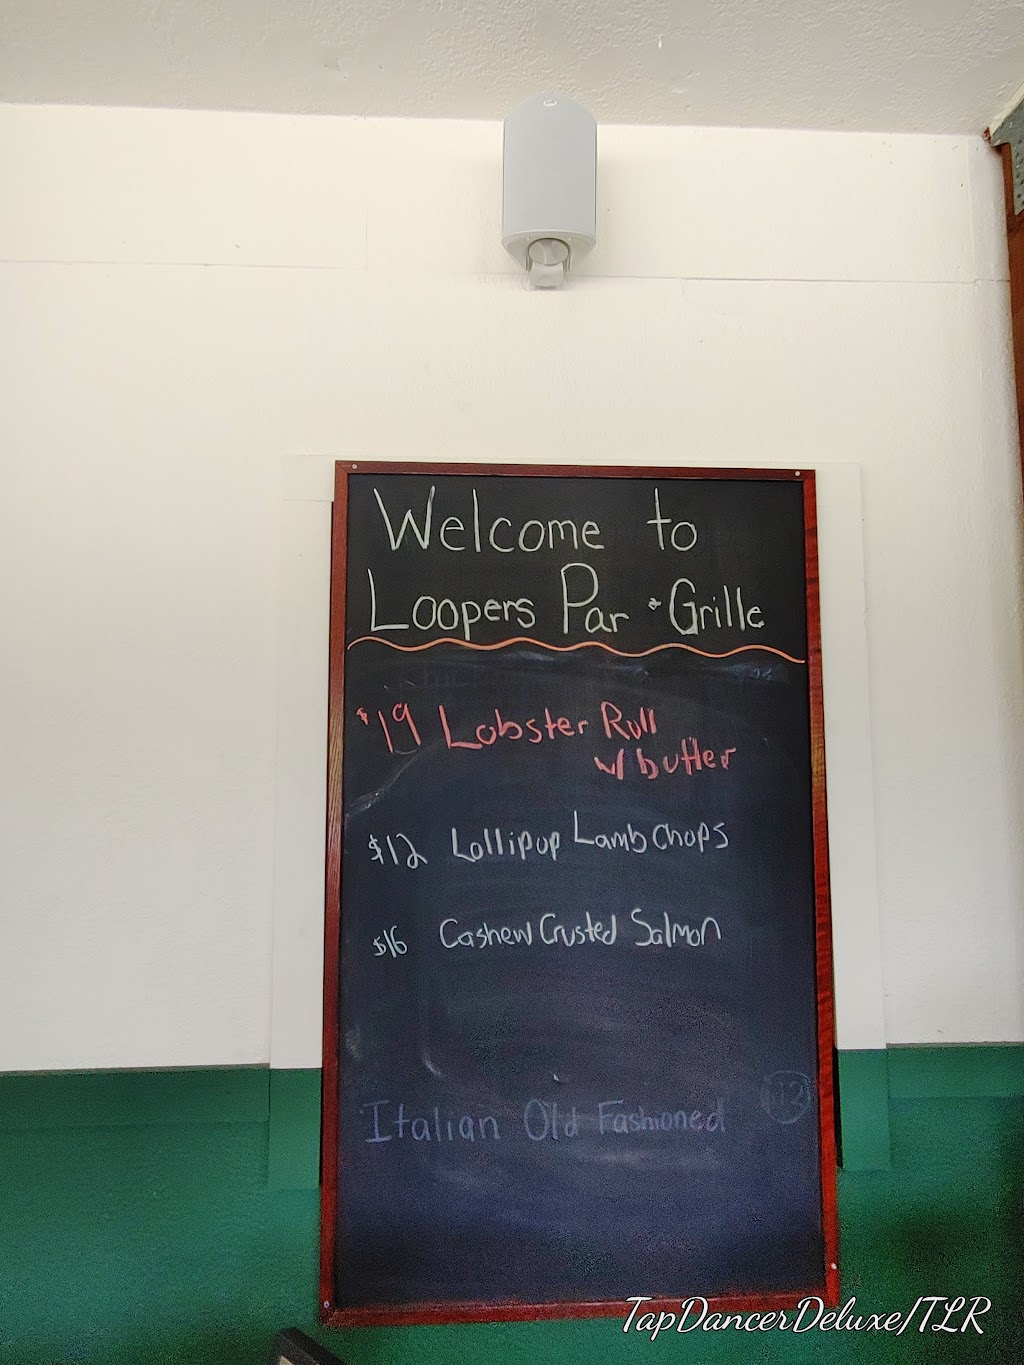 Welcome to
Loopers Par & Grille
$19 Lobster Roll
w/ butter
$12 Lollipop Lamb chops
$16 Cashew Crusted Salmon
Italian Old Fashioned
TapDancerDeluxe/TLR